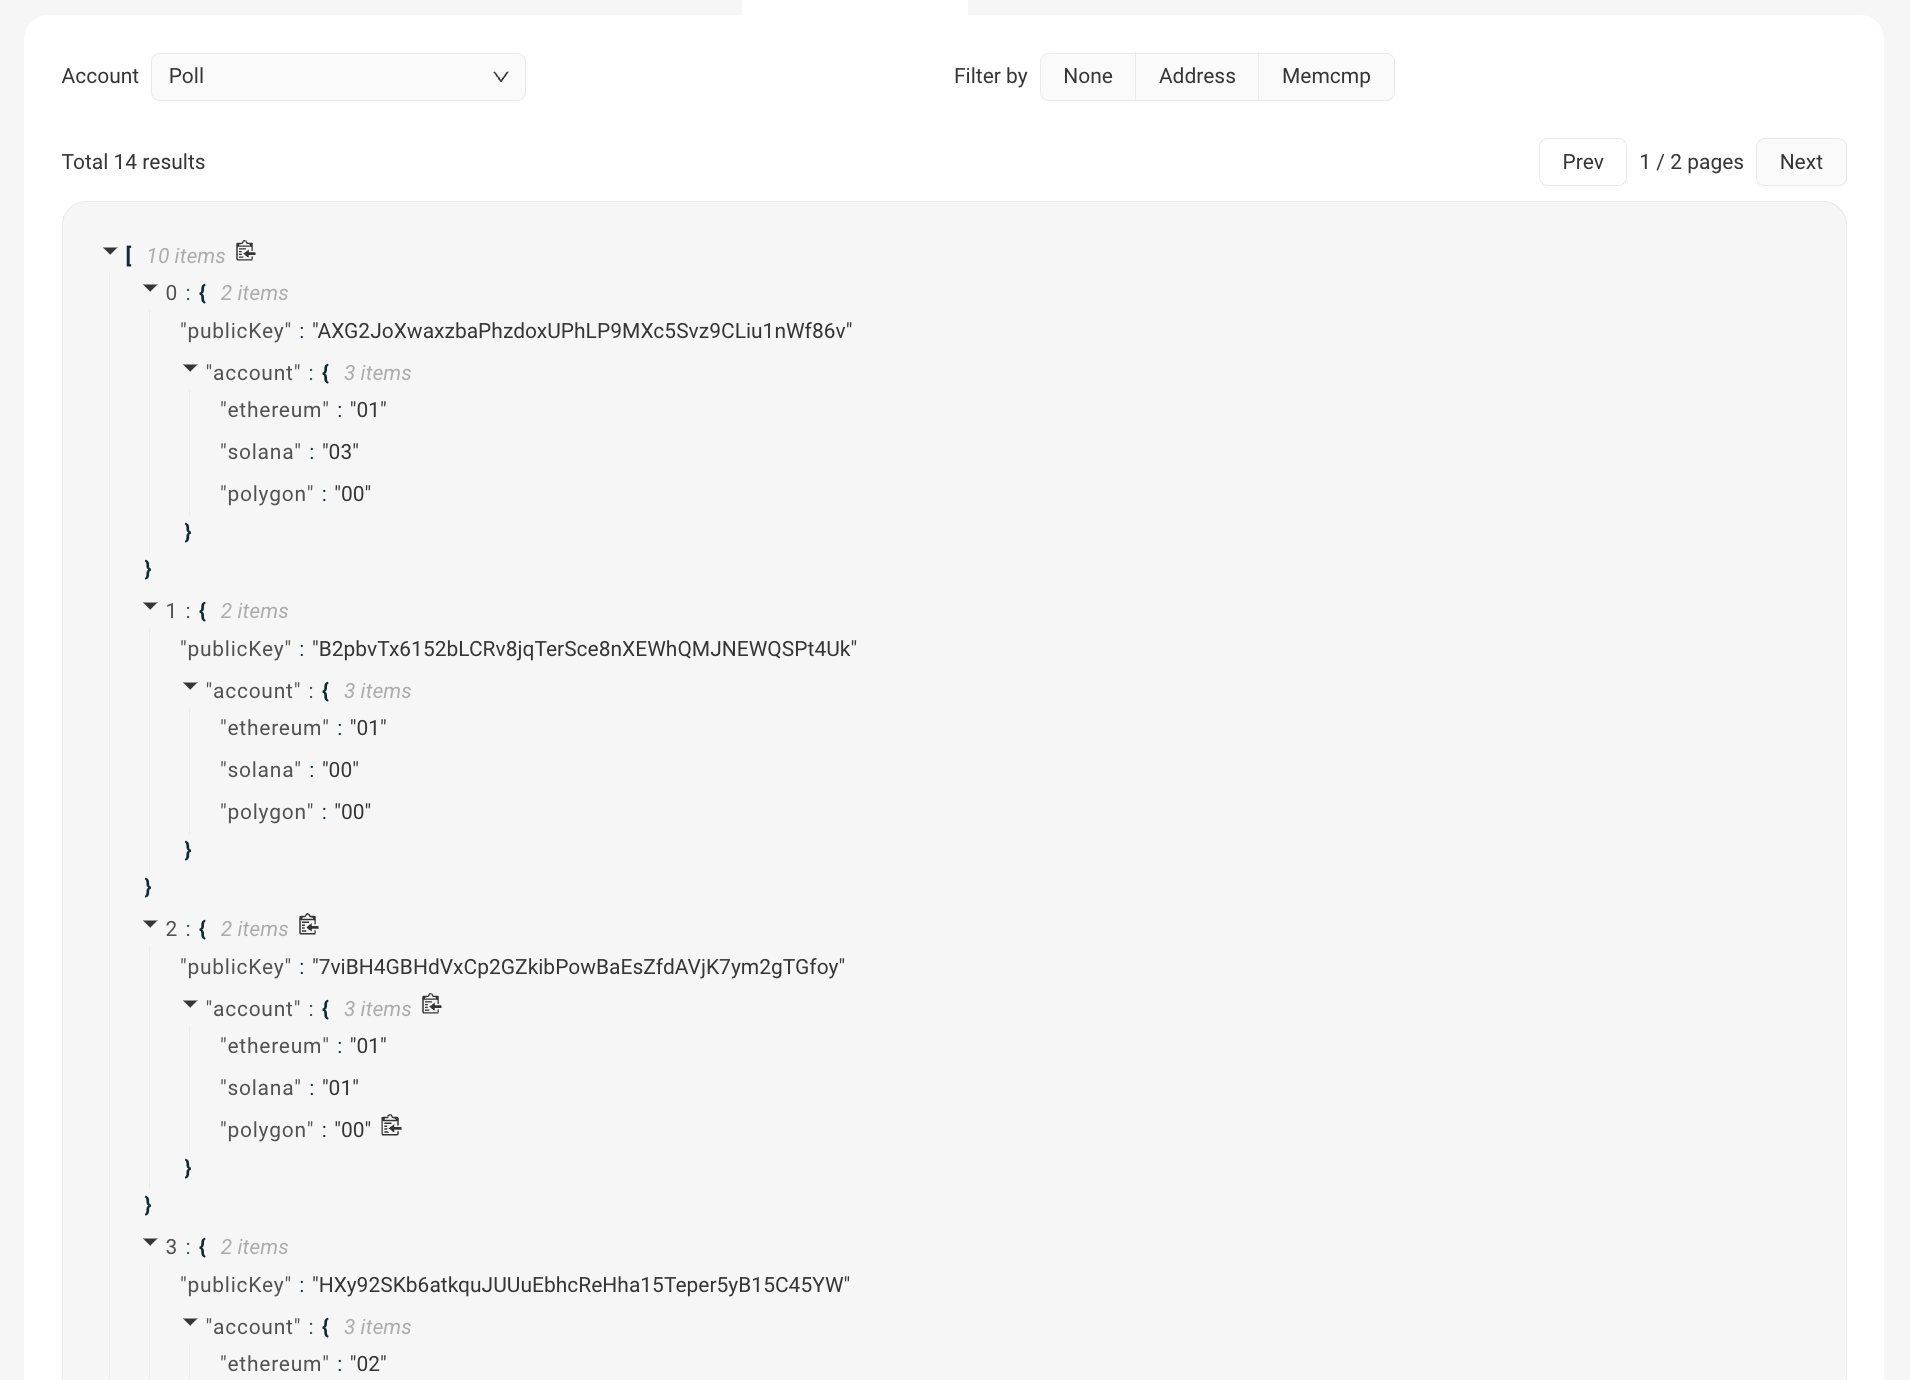 Account Poll Filter by None Address Memcmp
Total 14 results Prev 1 / 2 pages Next
[ 10 items
0 : { 2 items
"publicKey" : "AXG2JoXwaxzbaPhzdoxUPhLP9MXc5Svz9CLiu1nWf86v"
"account" : { 3 items
"ethereum" : "01"
"solana" : "03"
"polygon" : "00"
}
}
1 : { 2 items
"publicKey" : "B2pbvTx6152bLCRv8jqTerSce8nXEWhQMJNEWQSPt4Uk"
"account" : { 3 items
"ethereum" : "01"
"solana" : "00"
"polygon" : "00"
}
}
2 : { 2 items
"publicKey" : "7viBH4GBHdVxCp2GZkibPowBaEsZfdAVjK7ym2gTGfoy"
"account" : { 3 items
"ethereum" : "01"
"solana" : "01"
"polygon" : "00"
}
}
3 : { 2 items
"publicKey" : "HXy92SKb6atkquJUUuEbhcReHha15Teper5yB15C45YW"
"account" : { 3 items
"ethereum" : "02"